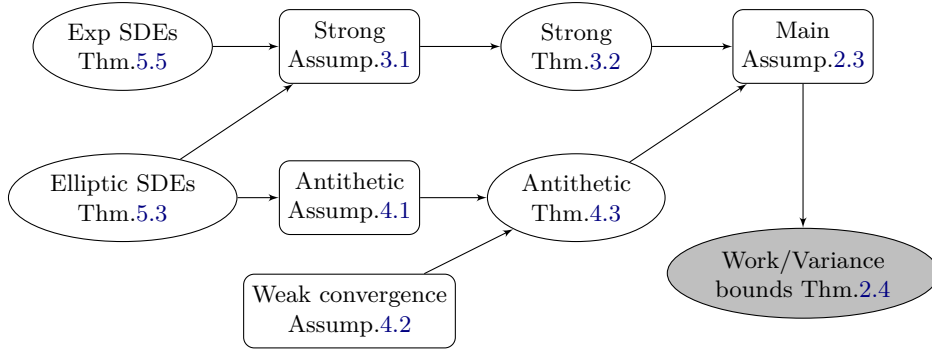 Exp SDEs
Thm.5.5
Strong
Assump.3.1
Strong
Thm.3.2
Main
Assump.2.3
Elliptic SDEs
Thm.5.3
Antithetic
Assump.4.1
Antithetic
Thm.4.3
Weak convergence
Assump.4.2
Work/Variance
bounds Thm.2.4